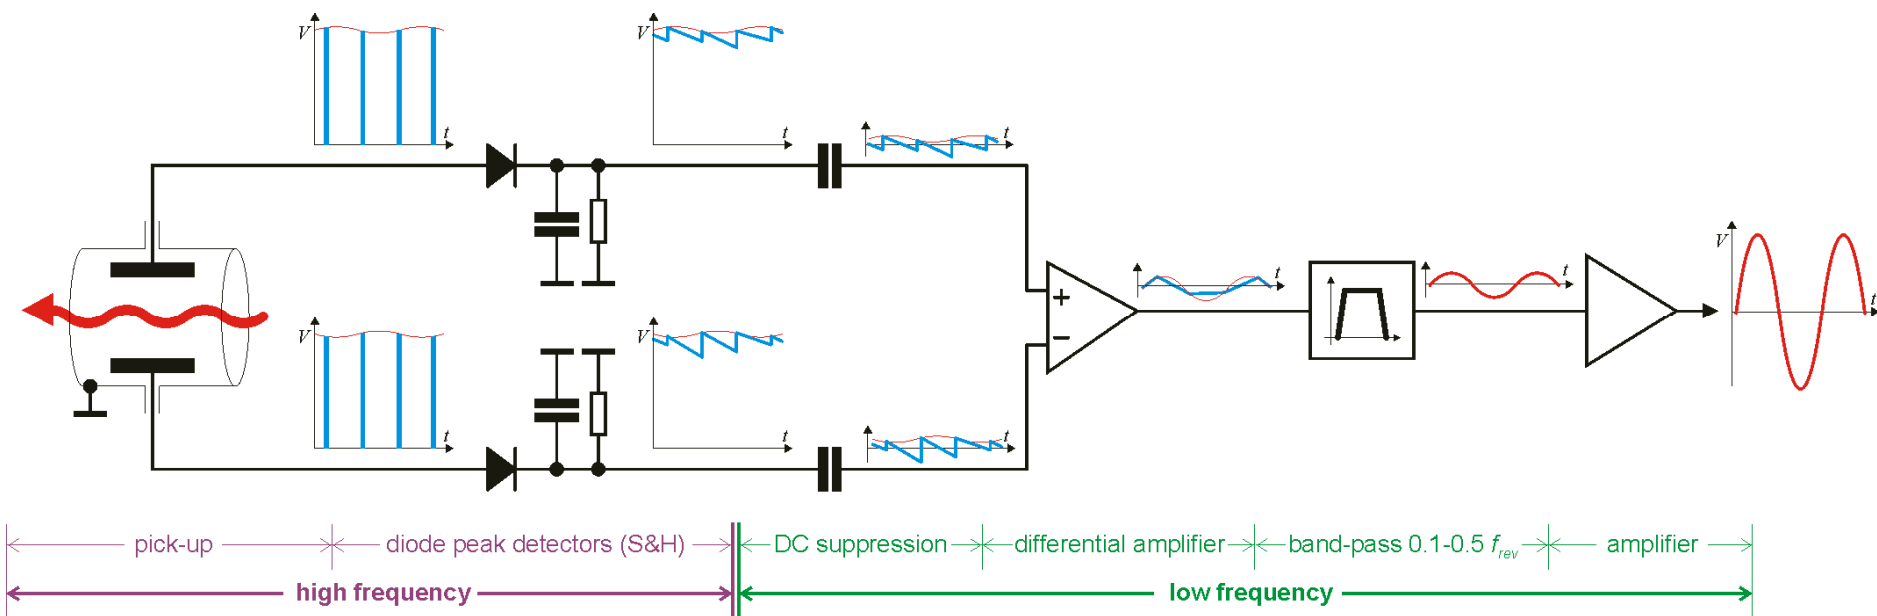 V
t
V
t
t
+
−
t
t
V
t
V
t
V
t
t
pick-up
diode peak detectors (S&H)
DC suppression
differential amplifier
band-pass 0.1-0.5 f_rev
amplifier
high frequency
low frequency